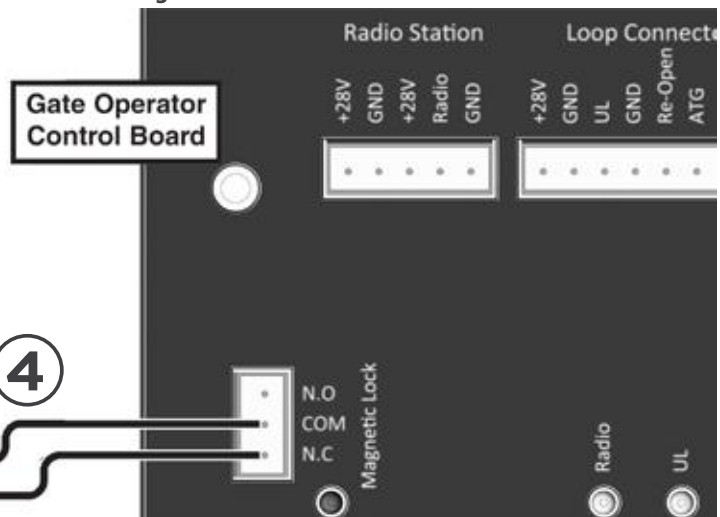 Radio Station
Loop Connect
+28V
GND
+28V
Radio
GND
+28V
GND
UL
GND
Re-Open
ATG
Gate Operator
Control Board
4
N.O
COM
N.C
Magnetic Lock
Radio
UL